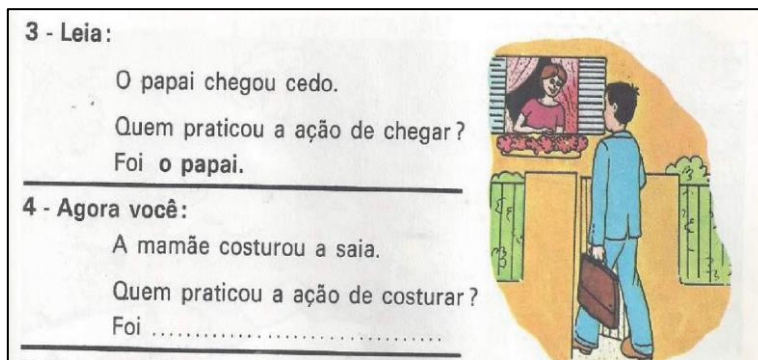 3 - Leia:
O papai chegou cedo.
Quem praticou a ação de chegar?
Foi o papai.
4 - Agora você:
A mamãe costurou a saia.
Quem praticou a ação de costurar?
Foi ................................